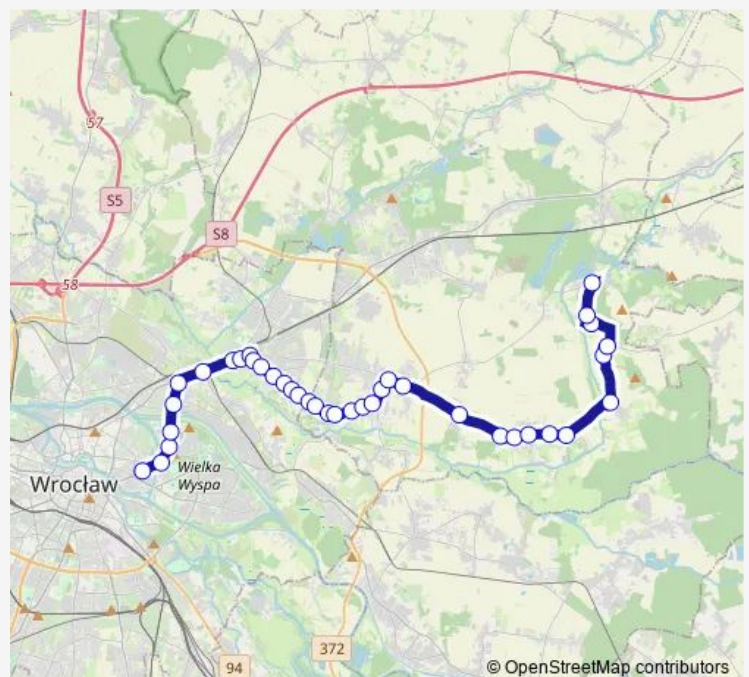 57
S5
S8
58
Wrocław
Wielka
Wyspa
372
94
© OpenStreetMap contributors